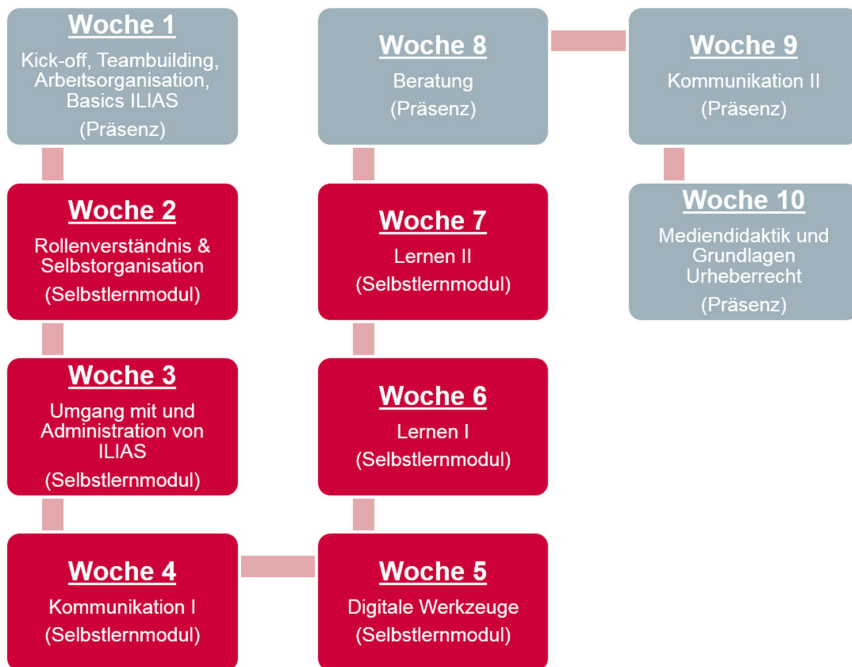 Woche 1
Kick-off, Teambuilding,
Arbeitsorganisation,
Basics ILIAS
(Präsenz)
Woche 2
Rollenverständnis &
Selbstorganisation
(Selbstlernmodul)
Woche 3
Umgang mit und
Administration von
ILIAS
(Selbstlernmodul)
Woche 4
Kommunikation I
(Selbstlernmodul)
Woche 5
Digitale Werkzeuge
(Selbstlernmodul)
Woche 6
Lernen I
(Selbstlernmodul)
Woche 7
Lernen II
(Selbstlernmodul)
Woche 8
Beratung
(Präsenz)
Woche 9
Kommunikation II
(Präsenz)
Woche 10
Mediendidaktik und
Grundlagen
Urheberrecht
(Präsenz)